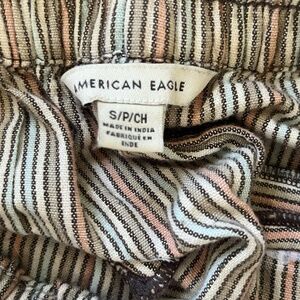 AMERICAN EAGLE
S/P/CH
MADE IN INDIA
FABRIQUÉ EN
INDE